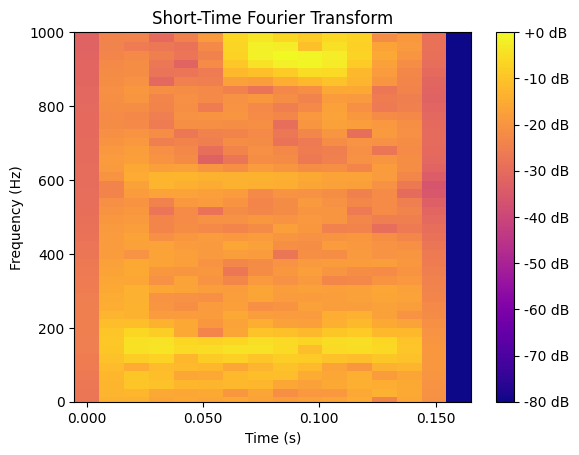 Short-Time Fourier Transform
1000
800
600
400
200
0
Frequency (Hz)
0.000
0.050
0.100
0.150
Time (s)
+0 dB
-10 dB
-20 dB
-30 dB
-40 dB
-50 dB
-60 dB
-70 dB
-80 dB